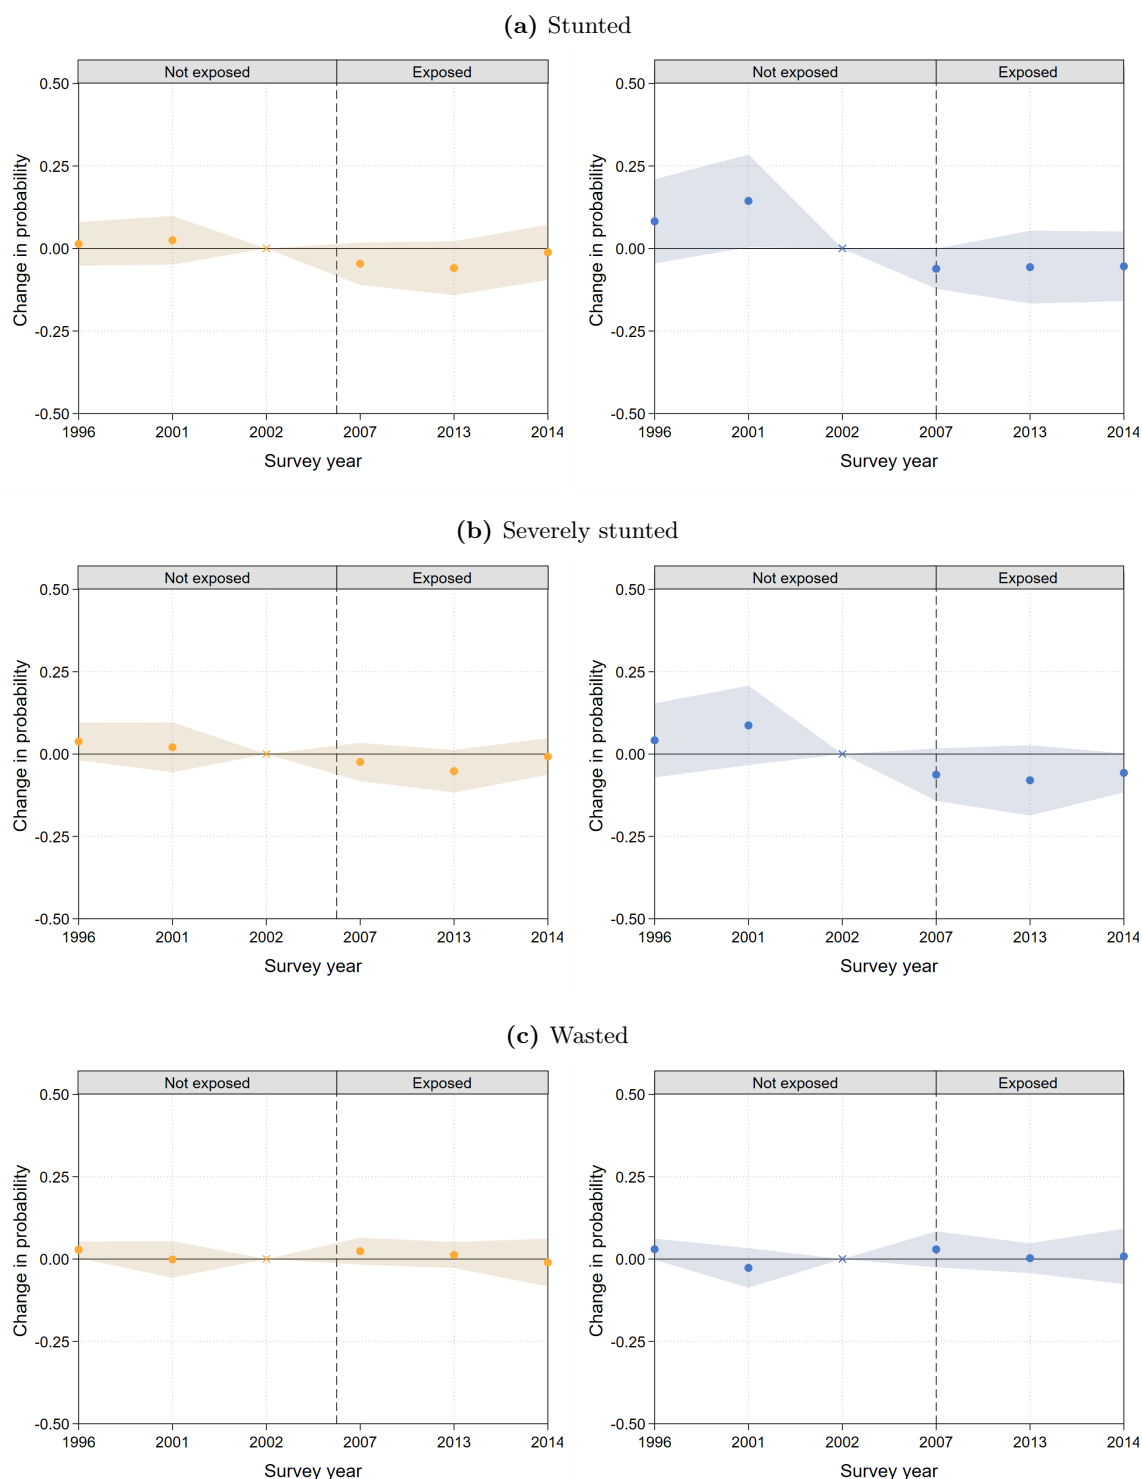 (a) Stunted
Not exposed Exposed Not exposed Exposed
0.50 0.50
0.25 0.25
0.00 0.00
-0.25 -0.25
-0.50 -0.50
Change in probability Change in probability
1996 2001 2002 2007 2013 2014 1996 2001 2002 2007 2013 2014
Survey year Survey year
(b) Severely stunted
Not exposed Exposed Not exposed Exposed
0.50 0.50
0.25 0.25
0.00 0.00
-0.25 -0.25
-0.50 -0.50
Change in probability Change in probability
1996 2001 2002 2007 2013 2014 1996 2001 2002 2007 2013 2014
Survey year Survey year
(c) Wasted
Not exposed Exposed Not exposed Exposed
0.50 0.50
0.25 0.25
0.00 0.00
-0.25 -0.25
-0.50 -0.50
Change in probability Change in probability
1996 2001 2002 2007 2013 2014 1996 2001 2002 2007 2013 2014
Survey year Survey year